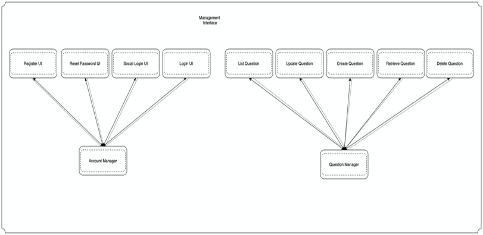 Management
Interface
Register UI
Reset Password UI
Social Login UI
Login UI
List Question
Update Question
Create Question
Retrieve Question
Delete Question
Account Manager
Question Manager